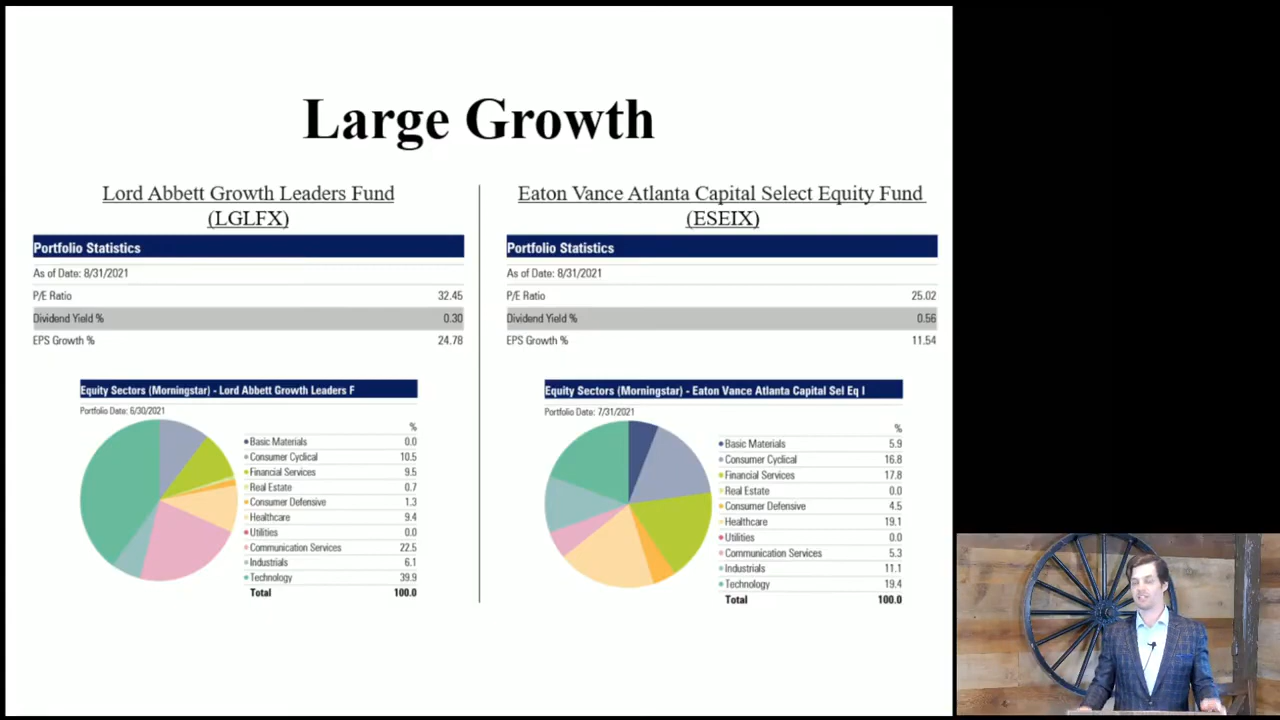 Large Growth
Lord Abbett Growth Leaders Fund
(LGLFX)
Portfolio Statistics
As of Date: 8/31/2021
P/E Ratio 32.45
Dividend Yield % 0.30
EPS Growth % 24.78
Equity Sectors (Morningstar) - Lord Abbett Growth Leaders F
Portfolio Date: 6/30/2021
%
Basic Materials 0.0
Consumer Cyclical 10.5
Financial Services 9.5
Real Estate 0.7
Consumer Defensive 1.3
Healthcare 9.4
Utilities 0.0
Communication Services 22.5
Industrials 6.1
Technology 39.9
Total 100.0
Eaton Vance Atlanta Capital Select Equity Fund
(ESEIX)
Portfolio Statistics
As of Date: 8/31/2021
P/E Ratio 25.02
Dividend Yield % 0.56
EPS Growth % 11.54
Equity Sectors (Morningstar) - Eaton Vance Atlanta Capital Sel Eq I
Portfolio Date: 7/31/2021
%
Basic Materials 5.9
Consumer Cyclical 16.8
Financial Services 17.8
Real Estate 0.0
Consumer Defensive 4.5
Healthcare 19.1
Utilities 0.0
Communication Services 5.3
Industrials 11.1
Technology 19.4
Total 100.0